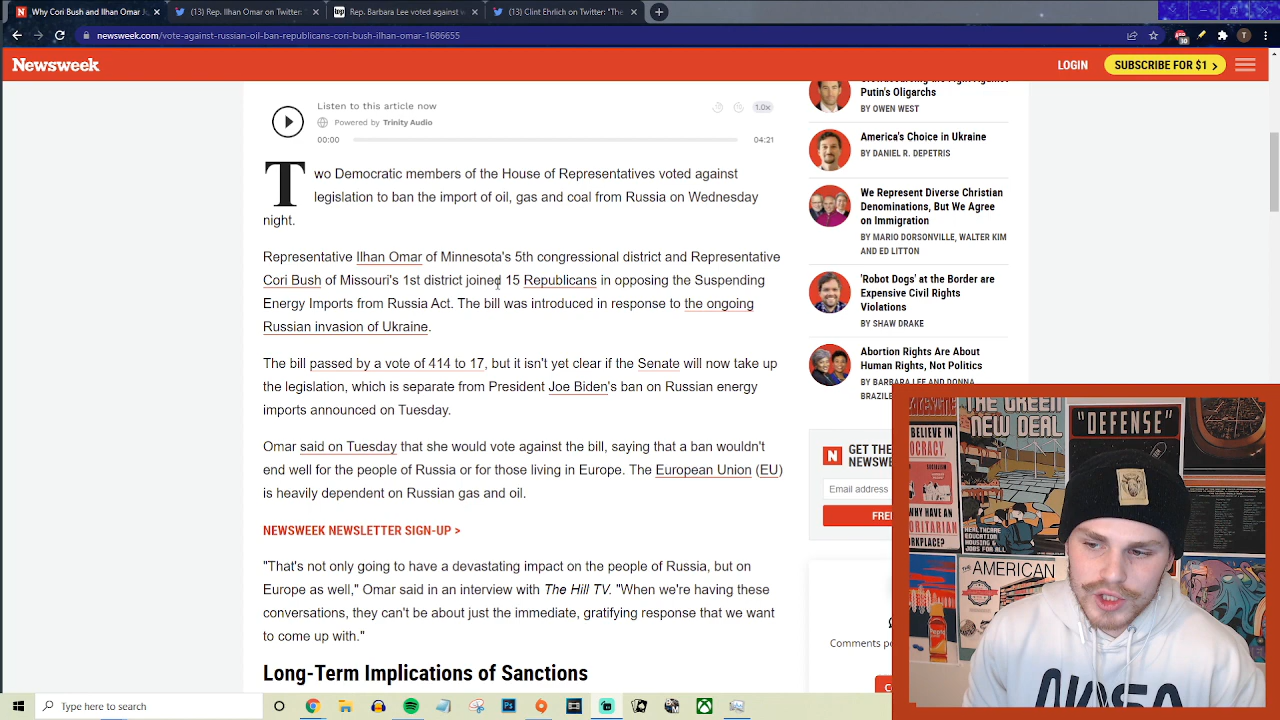 Why Cori Bush and Ilhan Omar J
(13) Rep. Ilhan Omar on Twitter:
Rep. Barbara Lee voted against
(13) Clint Ehrlich on Twitter: "The
newsweek.com/vote-against-russian-oil-ban-republicans-cori-bush-ilhan-omar-1686655
Newsweek
LOGIN
SUBSCRIBE FOR $1 >
Listen to this article now
Powered by Trinity Audio
1.0x
00:00
04:21
Two Democratic members of the House of Representatives voted against
legislation to ban the import of oil, gas and coal from Russia on Wednesday
night.
Representative Ilhan Omar of Minnesota's 5th congressional district and Representative
Cori Bush of Missouri's 1st district joined 15 Republicans in opposing the Suspending
Energy Imports from Russia Act. The bill was introduced in response to the ongoing
Russian invasion of Ukraine.
The bill passed by a vote of 414 to 17, but it isn't yet clear if the Senate will now take up
the legislation, which is separate from President Joe Biden's ban on Russian energy
imports announced on Tuesday.
Omar said on Tuesday that she would vote against the bill, saying that a ban wouldn't
end well for the people of Russia or for those living in Europe. The European Union (EU)
is heavily dependent on Russian gas and oil.
NEWSWEEK NEWSLETTER SIGN-UP >
"That's not only going to have a devastating impact on the people of Russia, but on
Europe as well," Omar said in an interview with The Hill TV. "When we're having these
conversations, they can't be about just the immediate, gratifying response that we want
to come up with."
Long-Term Implications of Sanctions
Putin's Oligarchs
BY OWEN WEST
America's Choice in Ukraine
BY DANIEL R. DEPETRIS
We Represent Diverse Christian
Denominations, But We Agree
on Immigration
BY MARIO DORSONVILLE, WALTER KIM
AND ED LITTON
'Robot Dogs' at the Border are
Expensive Civil Rights
Violations
BY SHAW DRAKE
Abortion Rights Are About
Human Rights, Not Politics
BY BARBARA LEE AND DONNA
BRAZILE
GET THE
NEWSWE
Email address
FREE
Comments po
THE GREEN
NEW DEAL
"DEFENSE"
BELIEVE IN
WHY HAVE AN
WORKPLACE?
HEALTHCARE
EDUCATION
HOUSING &
JOBS FOR ALL
THE AMERICAN
Type here to search